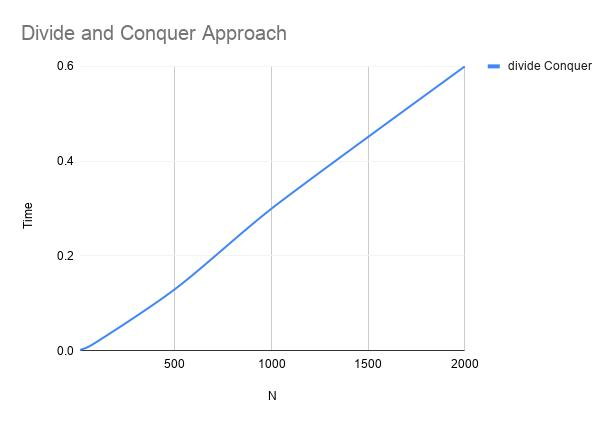 Divide and Conquer Approach
divide Conquer
0.6
0.4
0.2
0.0
Time
500 1000 1500 2000
N